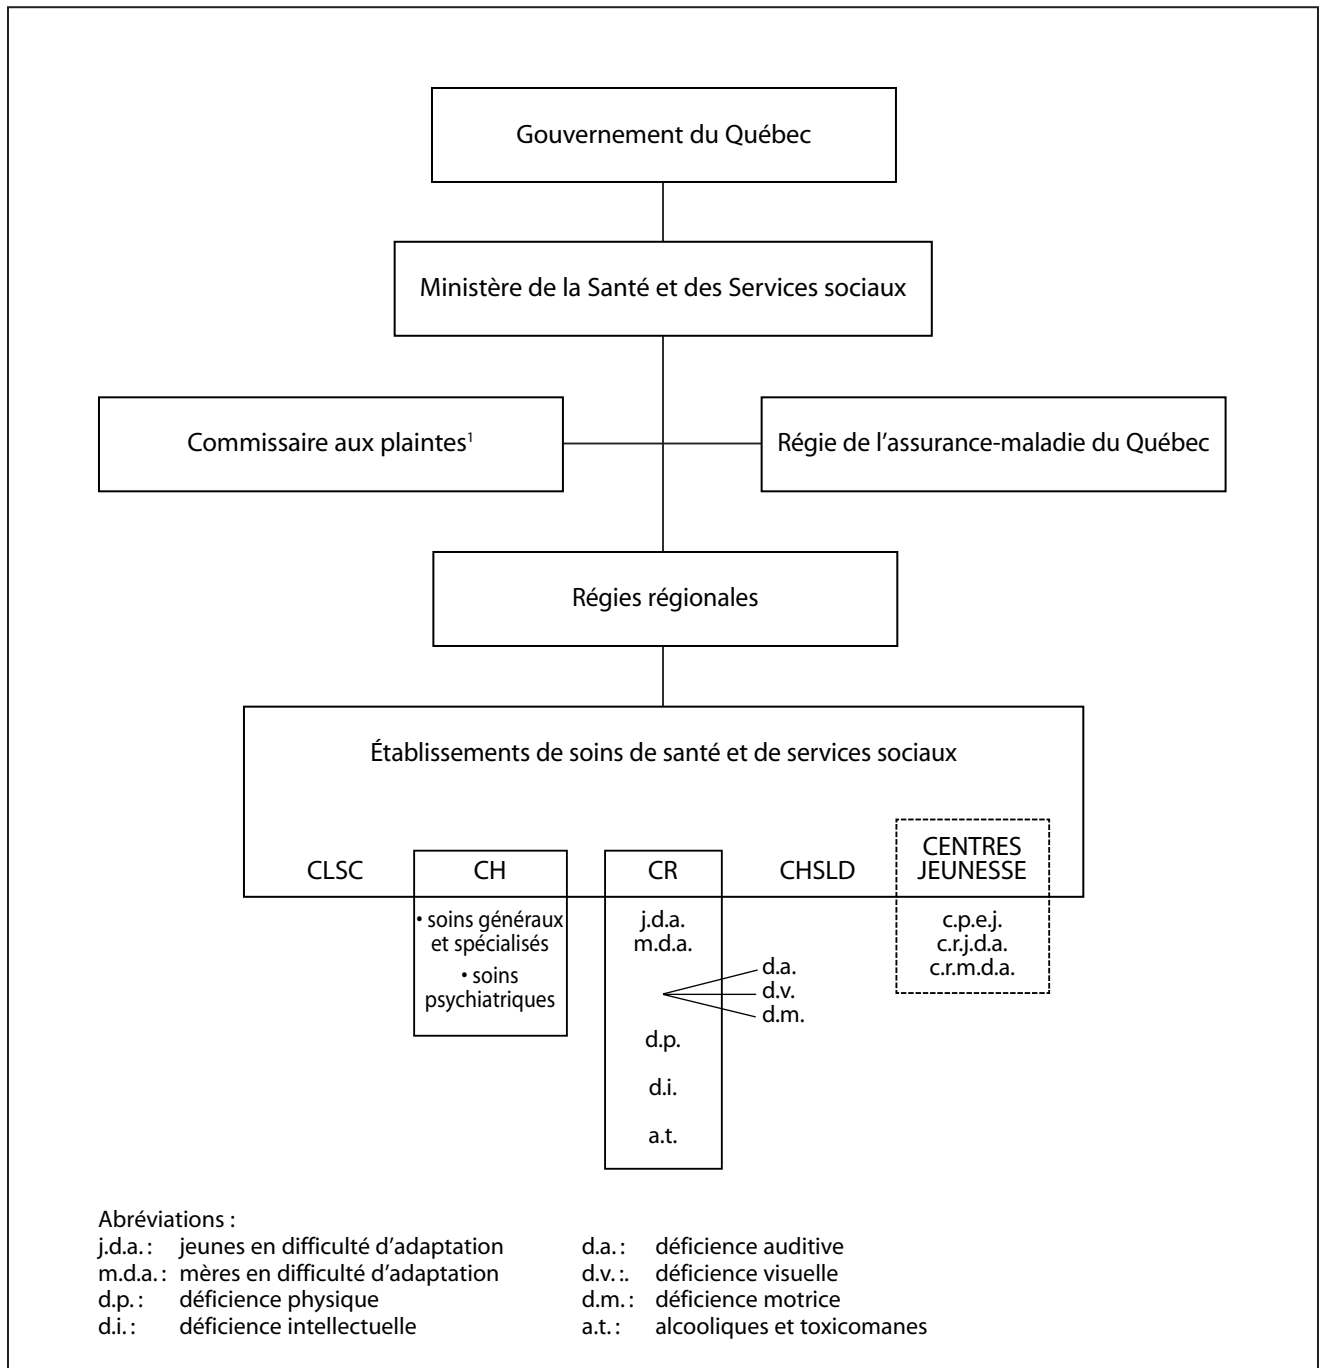 Gouvernement du Québec
Ministère de la Santé et des Services sociaux
Commissaire aux plaintes¹
Régie de l'assurance-maladie du Québec
Régies régionales
Établissements de soins de santé et de services sociaux
CLSC
CH
CR
CHSLD
CENTRES
JEUNESSE
• soins généraux
et spécialisés
• soins
psychiatriques
j.d.a.
m.d.a.
d.a.
d.v.
d.m.
d.p.
d.i.
a.t.
c.p.e.j.
c.r.j.d.a.
c.r.m.d.a.
Abréviations :
j.d.a. : jeunes en difficulté d'adaptation
m.d.a. : mères en difficulté d'adaptation
d.p. : déficience physique
d.i. : déficience intellectuelle
d.a. : déficience auditive
d.v. :. déficience visuelle
d.m. : déficience motrice
a.t. : alcooliques et toxicomanes